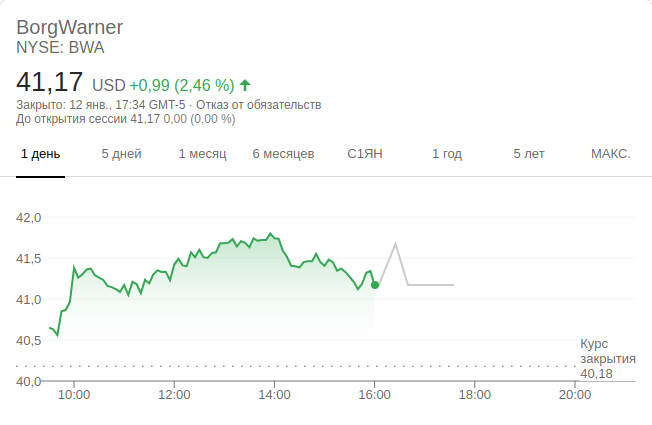 BorgWarner
NYSE: BWA
41,17 USD +0,99 (2,46 %)
Закрыто: 12 янв., 17:34 GMT-5 · Отказ от обязательств
До открытия сессии 41,17 0,00 (0,00 %)
1 день 5 дней 1 месяц 6 месяцев С1ЯН 1 год 5 лет МАКС.
42,0
41,5
41,0
40,5
40,0
Курс
закрытия
40,18
10:00 12:00 14:00 16:00 18:00 20:00